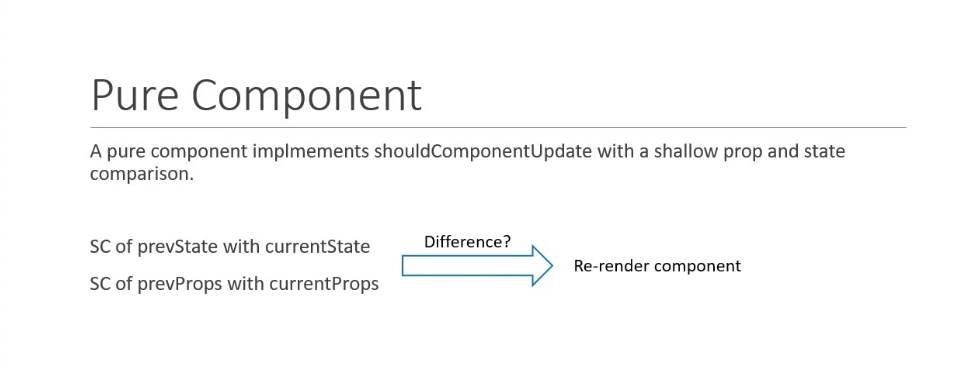 Pure Component
A pure component implmements shouldComponentUpdate with a shallow prop and state
comparison.
SC of prevState with currentState
Difference?
SC of prevProps with currentProps
Re-render component